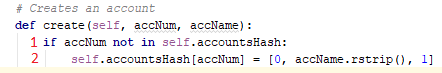 # Creates an account
def create(self, accNum, accName):
1 if accNum not in self.accountsHash:
2 self.accountsHash[accNum] = [0, accName.rstrip(), 1]